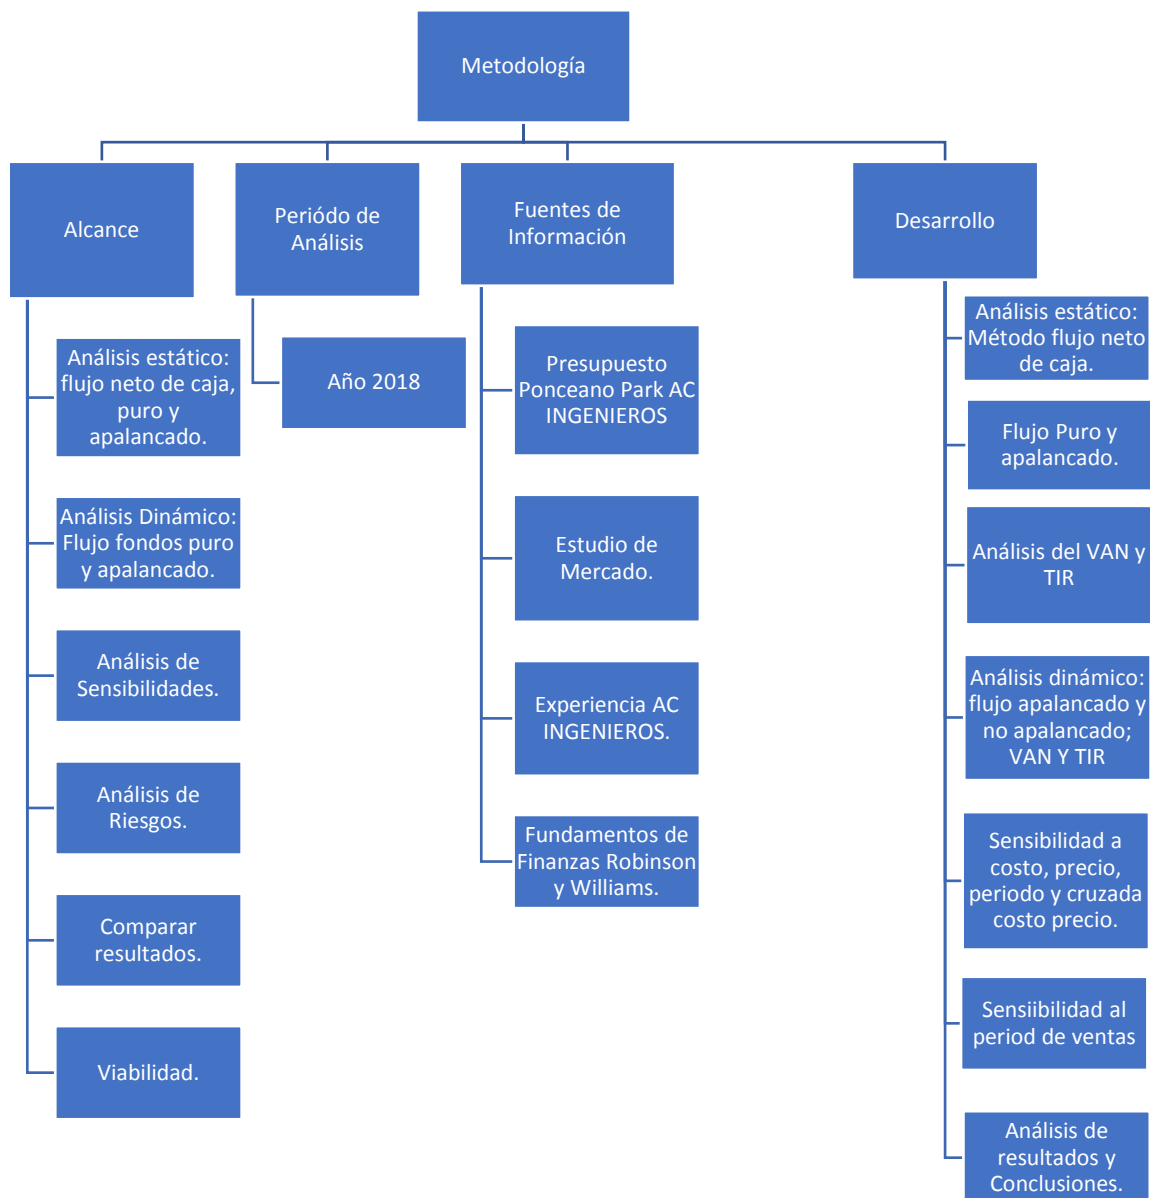 Metodología
Alcance
Análisis estático:
flujo neto de caja,
puro y
apalancado.
Análisis Dinámico:
Flujo fondos puro
y apalancado.
Análisis de
Sensibilidades.
Análisis de
Riesgos.
Comparar
resultados.
Viabilidad.
Periódo de
Análisis
Año 2018
Fuentes de
Información
Presupuesto
Ponceano Park AC
INGENIEROS
Estudio de
Mercado.
Experiencia AC
INGENIEROS.
Fundamentos de
Finanzas Robinson
y Williams.
Desarrollo
Análisis estático:
Método flujo neto
de caja.
Flujo Puro y
apalancado.
Análisis del VAN y
TIR
Análisis dinámico:
flujo apalancado y
no apalancado;
VAN Y TIR
Sensibilidad a
costo, precio,
periodo y cruzada
costo precio.
Sensiibilidad al
period de ventas
Análisis de
resultados y
Conclusiones.